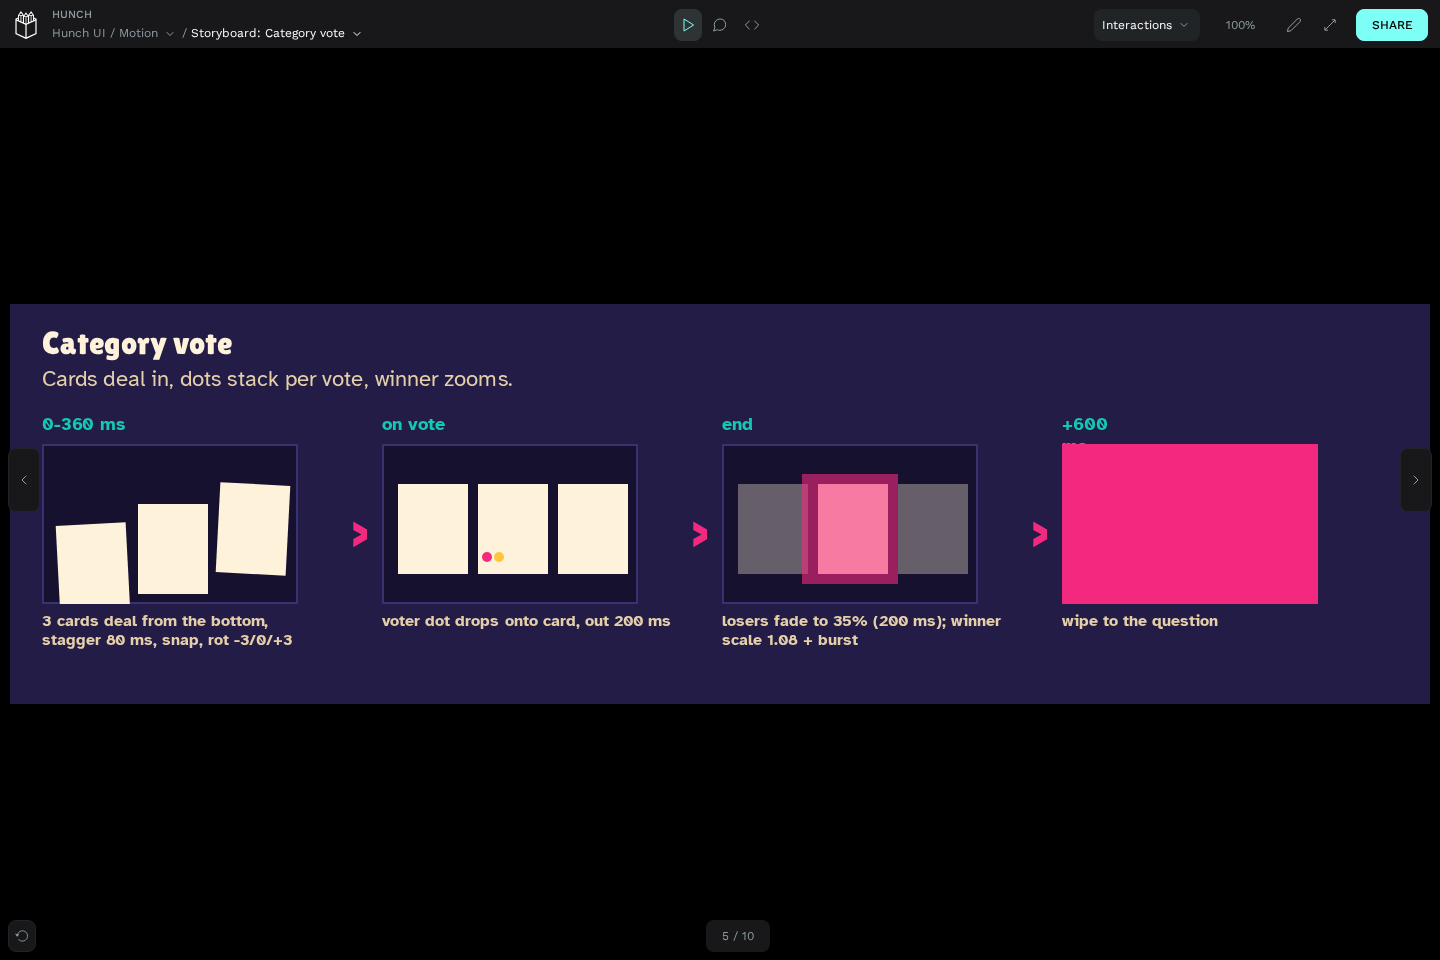 HUNCH
Hunch UI / Motion / Storyboard: Category vote
Interactions
100%
SHARE
Category vote
Cards deal in, dots stack per vote, winner zooms.
0-360 ms
on vote
end
+600
>
>
>
3 cards deal from the bottom,
stagger 80 ms, snap, rot -3/0/+3
voter dot drops onto card, out 200 ms
losers fade to 35% (200 ms); winner
scale 1.08 + burst
wipe to the question
5 / 10